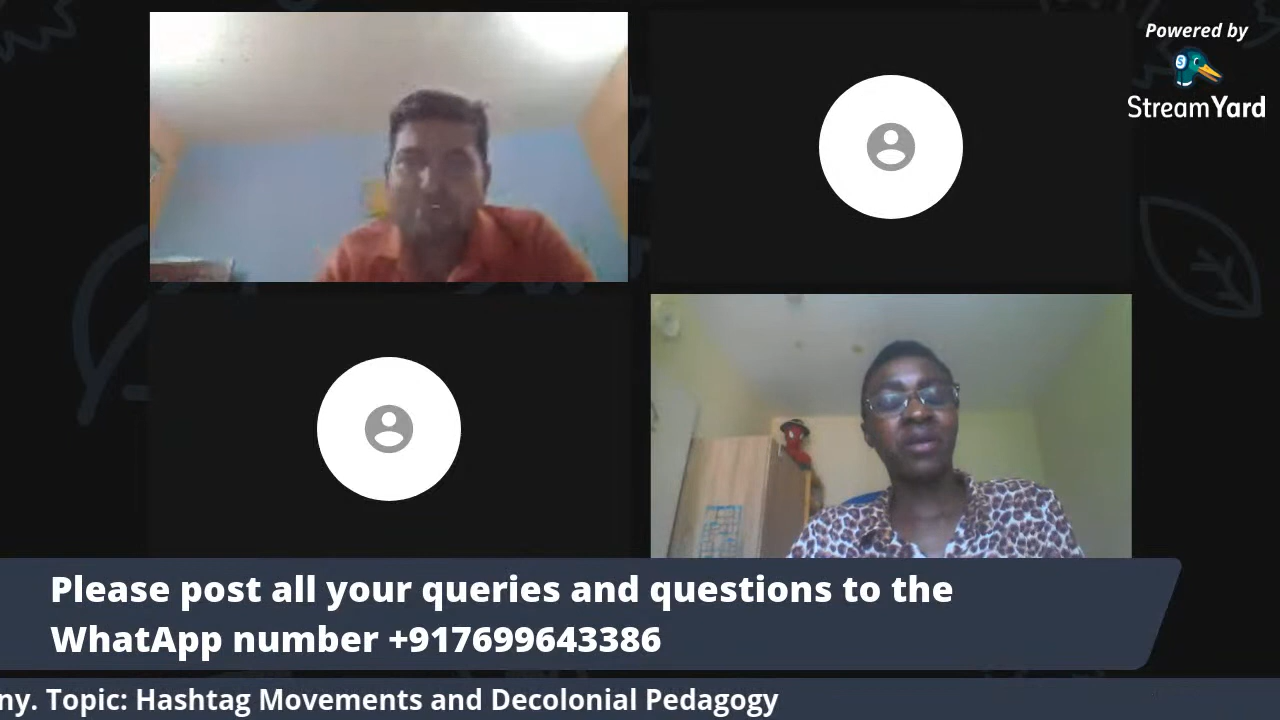 Powered by
StreamYard
Please post all your queries and questions to the
WhatApp number +917699643386
ny. Topic: Hashtag Movements and Decolonial Pedagogy